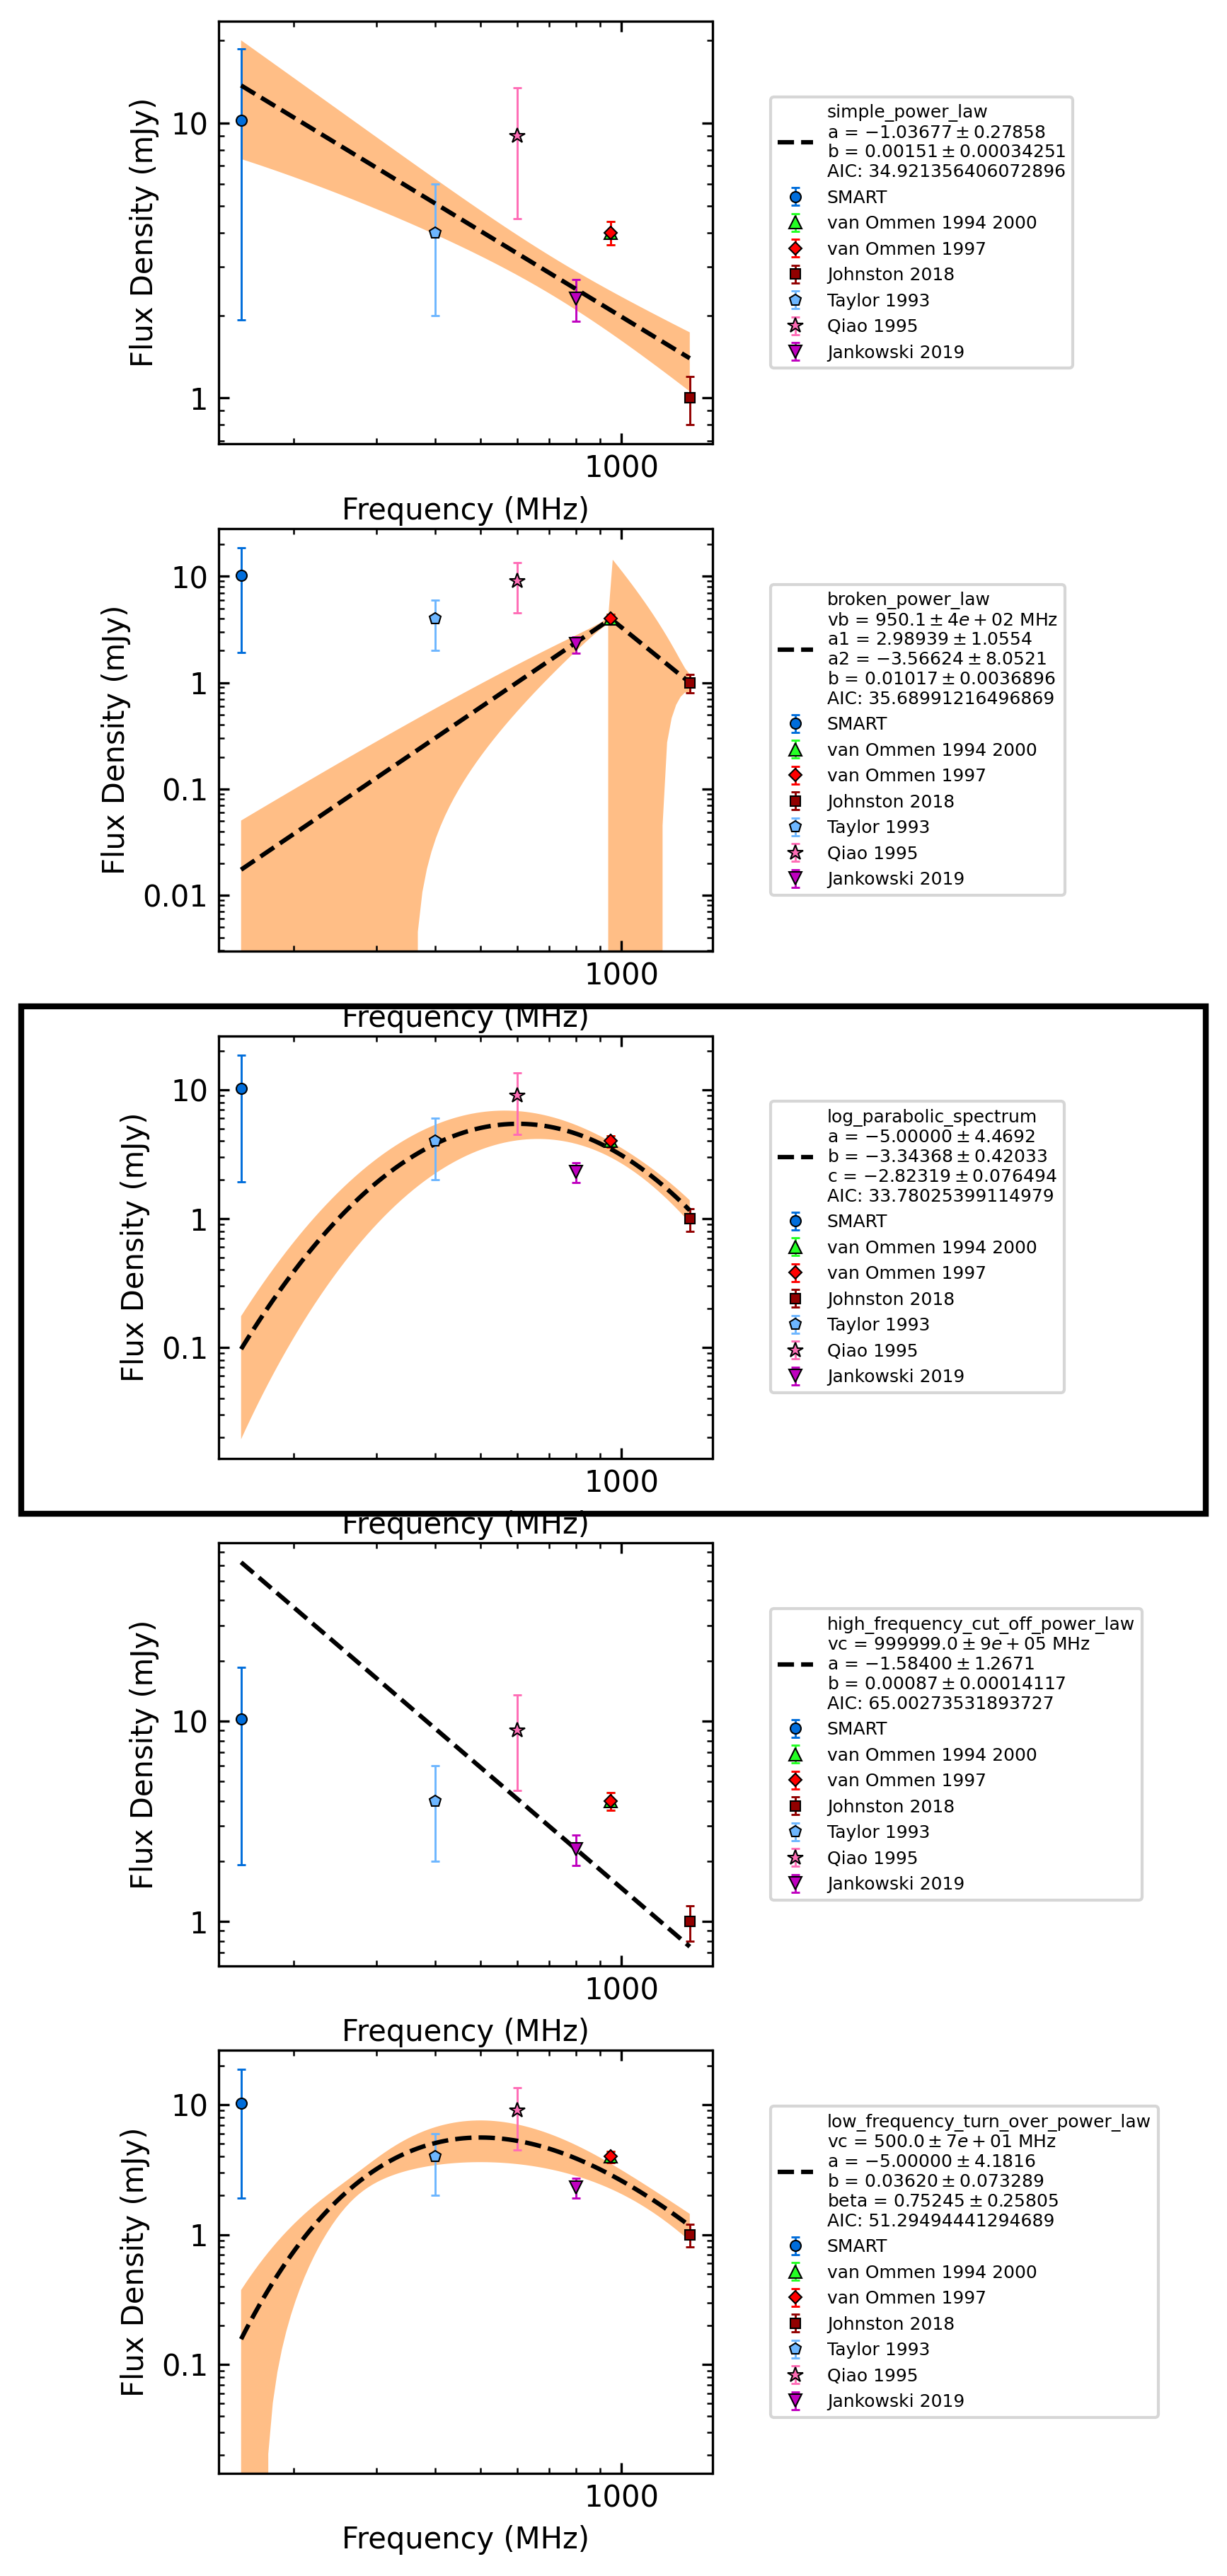 10
1
Flux Density (mJy)
1000
Frequency (MHz)
simple_power_law
a = −1.03677 ± 0.27858
b = 0.00151 ± 0.00034251
AIC: 34.921356406072896
SMART
van Ommen 1994 2000
van Ommen 1997
Johnston 2018
Taylor 1993
Qiao 1995
Jankowski 2019
10
1
0.1
0.01
Flux Density (mJy)
1000
Frequency (MHz)
broken_power_law
vb = 950.1 ± 4e + 02 MHz
a1 = 2.98939 ± 1.0554
a2 = −3.56624 ± 8.0521
b = 0.01017 ± 0.0036896
AIC: 35.68991216496869
SMART
van Ommen 1994 2000
van Ommen 1997
Johnston 2018
Taylor 1993
Qiao 1995
Jankowski 2019
10
1
0.1
Flux Density (mJy)
1000
Frequency (MHz)
log_parabolic_spectrum
a = −5.00000 ± 4.4692
b = −3.34368 ± 0.42033
c = −2.82319 ± 0.076494
AIC: 33.78025399114979
SMART
van Ommen 1994 2000
van Ommen 1997
Johnston 2018
Taylor 1993
Qiao 1995
Jankowski 2019
10
1
Flux Density (mJy)
1000
Frequency (MHz)
high_frequency_cut_off_power_law
vc = 999999.0 ± 9e + 05 MHz
a = −1.58400 ± 1.2671
b = 0.00087 ± 0.00014117
AIC: 65.00273531893727
SMART
van Ommen 1994 2000
van Ommen 1997
Johnston 2018
Taylor 1993
Qiao 1995
Jankowski 2019
10
1
0.1
Flux Density (mJy)
1000
Frequency (MHz)
low_frequency_turn_over_power_law
vc = 500.0 ± 7e + 01 MHz
a = −5.00000 ± 4.1816
b = 0.03620 ± 0.073289
beta = 0.75245 ± 0.25805
AIC: 51.29494441294689
SMART
van Ommen 1994 2000
van Ommen 1997
Johnston 2018
Taylor 1993
Qiao 1995
Jankowski 2019